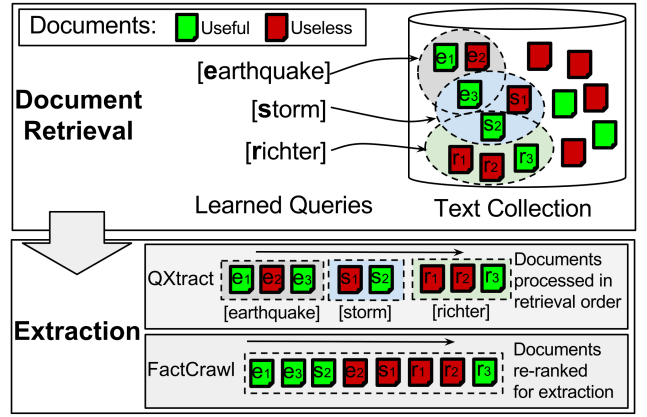 Documents: Useful Useless
[earthquake]
[storm]
[richter]
Document
Retrieval
e1 e2
e3 s1
s2
r1 r2 r3
Learned Queries
Text Collection
Extraction
QXtract
e1 e2 e3 s1 s2 r1 r2 r3
[earthquake] [storm] [richter]
Documents
processed in
retrieval order
FactCrawl
e1 e3 s2 e2 s1 r1 r2 r3
Documents
re-ranked
for extraction